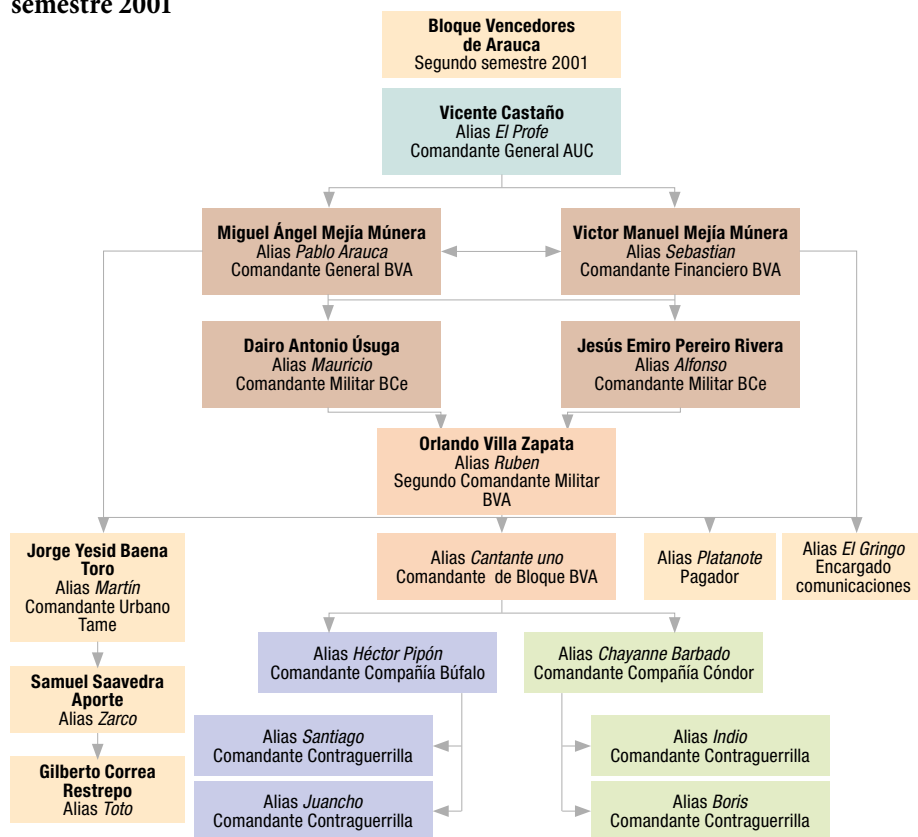 semestre 2001
Bloque Vencedores
de Arauca
Segundo semestre 2001
Vicente Castaño
Alias El Profe
Comandante General AUC
Miguel Ángel Mejía Múnera
Alias Pablo Arauca
Comandante General BVA
Victor Manuel Mejía Múnera
Alias Sebastian
Comandante Financiero BVA
Dairo Antonio Úsuga
Alias Mauricio
Comandante Militar BCe
Jesús Emiro Pereiro Rivera
Alias Alfonso
Comandante Militar BCe
Orlando Villa Zapata
Alias Ruben
Segundo Comandante Militar
BVA
Jorge Yesid Baena
Toro
Alias Martín
Comandante Urbano
Tame
Alias Cantante uno
Comandante de Bloque BVA
Alias Platanote
Pagador
Alias El Gringo
Encargado
comunicaciones
Alias Héctor Pipón
Comandante Compañía Búfalo
Alias Chayanne Barbado
Comandante Compañía Cóndor
Samuel Saavedra
Aporte
Alias Zarco
Alias Santiago
Comandante Contraguerrilla
Alias Indio
Comandante Contraguerrilla
Gilberto Correa
Restrepo
Alias Toto
Alias Juancho
Comandante Contraguerrilla
Alias Boris
Comandante Contraguerrilla